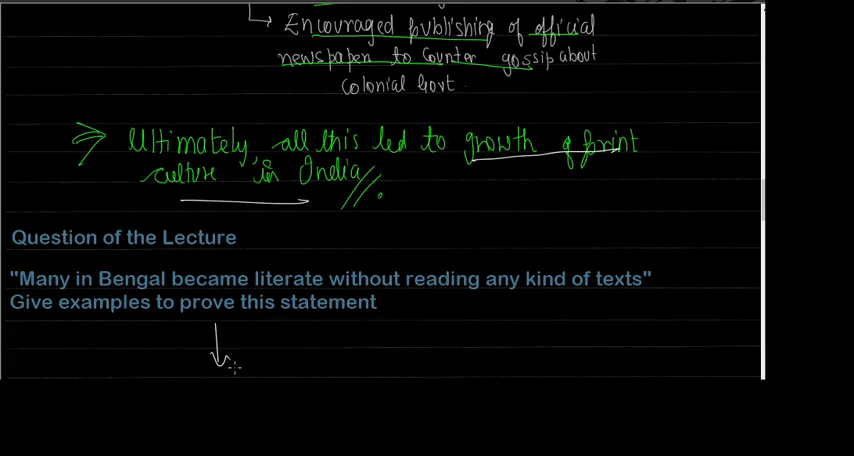 Encouraged publishing of official
newspaper to counter gossip about
colonial Govt.
Ultimately, all this led to growth of print
culture in India
Question of the Lecture
"Many in Bengal became literate without reading any kind of texts"
Give examples to prove this statement